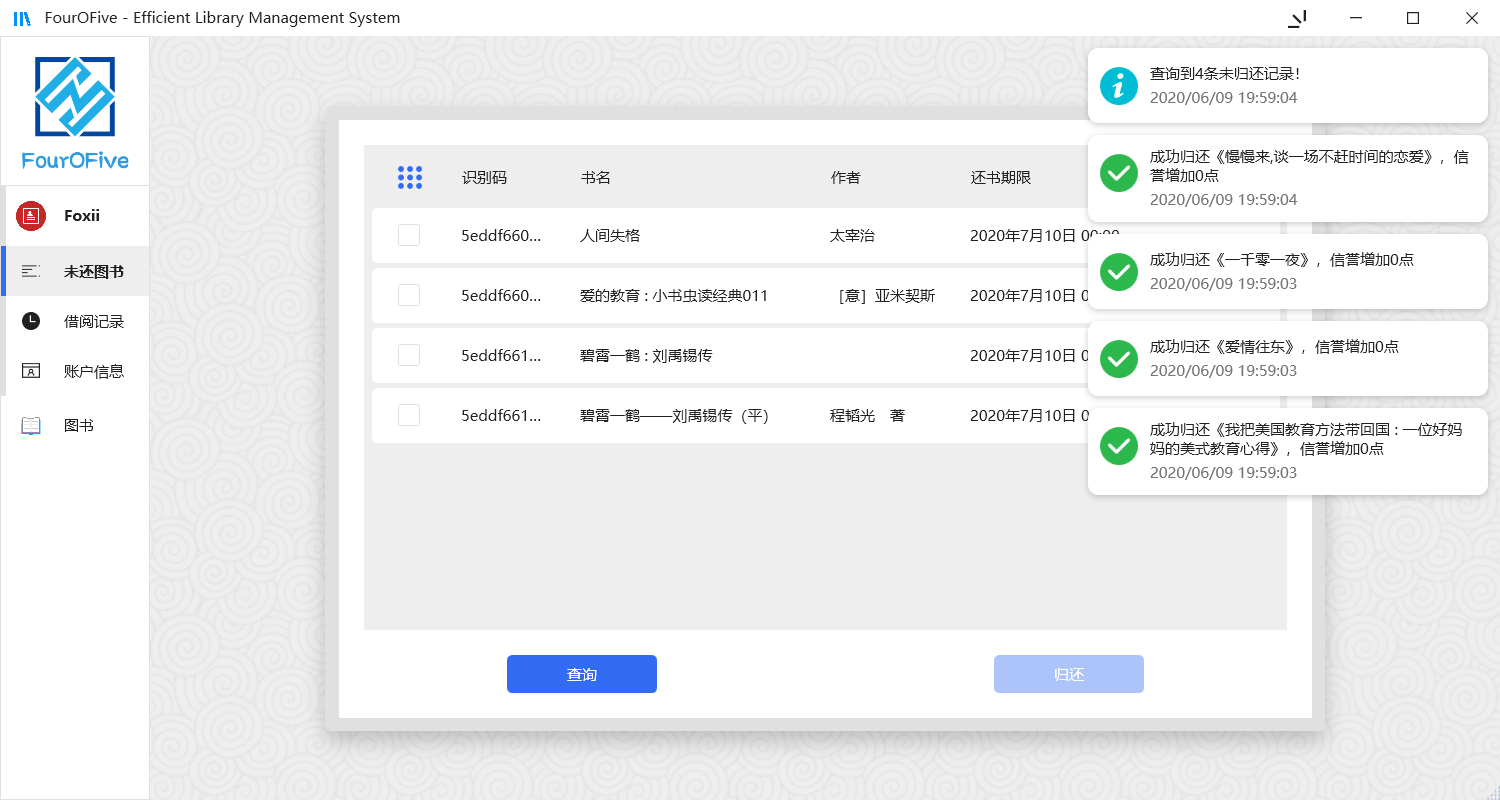 FourOFive - Efficient Library Management System
FourOFive
Foxii
未还图书
借阅记录
账户信息
图书
识别码 书名 作者 还书期限
5eddf660... 人间失格 太宰治 2020年7月10日 00:00
5eddf660... 爱的教育 : 小书虫读经典011 ［意］亚米契斯 2020年7月10日 0
5eddf661... 碧霄一鹤 : 刘禹锡传 2020年7月10日 0
5eddf661... 碧霄一鹤——刘禹锡传（平） 程韬光 著 2020年7月10日 0
查询
归还
查询到4条未归还记录!
2020/06/09 19:59:04
成功归还《慢慢来,谈一场不赶时间的恋爱》，信
誉增加0点
2020/06/09 19:59:04
成功归还《一千零一夜》，信誉增加0点
2020/06/09 19:59:03
成功归还《爱情往东》，信誉增加0点
2020/06/09 19:59:03
成功归还《我把美国教育方法带回国 : 一位好妈
妈的美式教育心得》，信誉增加0点
2020/06/09 19:59:03